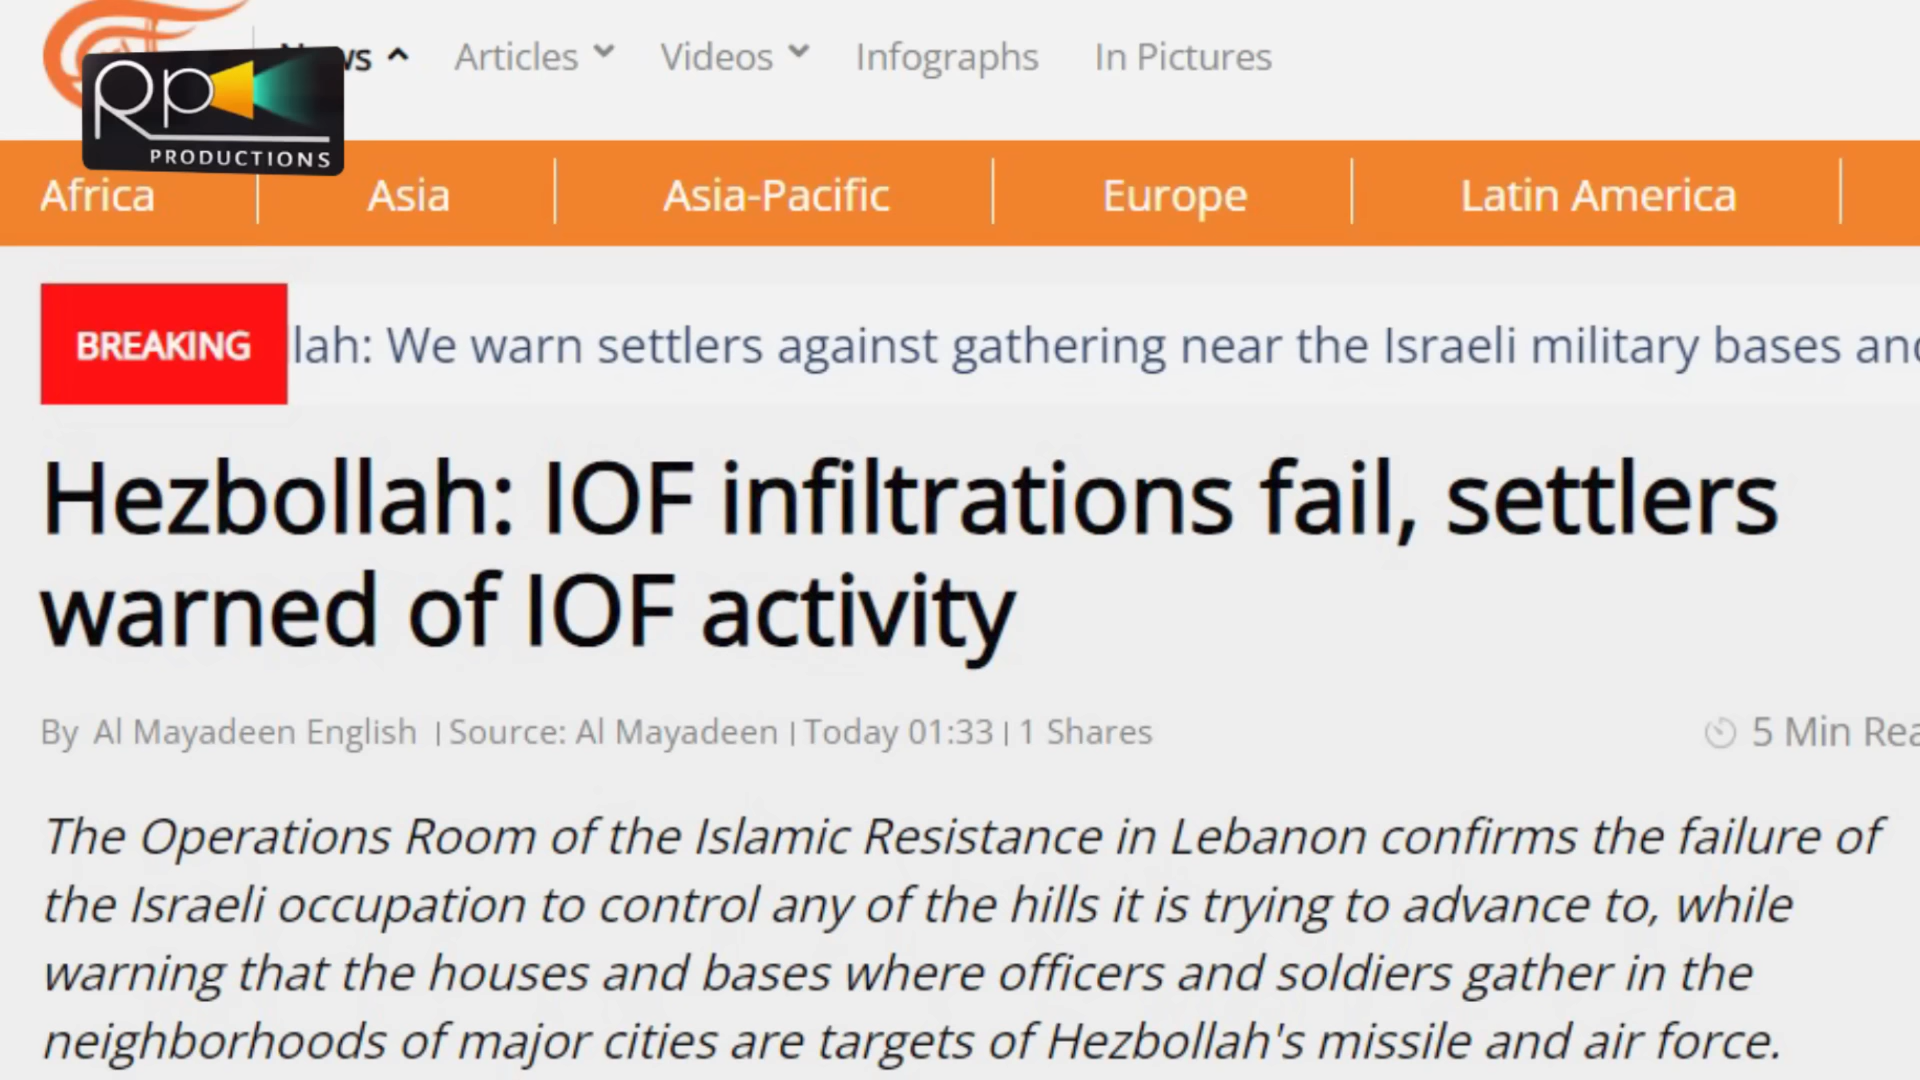 Articles Videos Infographs In Pictures
Rp
PRODUCTIONS
Africa Asia Asia-Pacific Europe Latin America
BREAKING lah: We warn settlers against gathering near the Israeli military bases and
Hezbollah: IOF infiltrations fail, settlers
warned of IOF activity
By Al Mayadeen English | Source: Al Mayadeen | Today 01:33 | 1 Shares
5 Min Rea
The Operations Room of the Islamic Resistance in Lebanon confirms the failure of
the Israeli occupation to control any of the hills it is trying to advance to, while
warning that the houses and bases where officers and soldiers gather in the
neighborhoods of major cities are targets of Hezbollah's missile and air force.